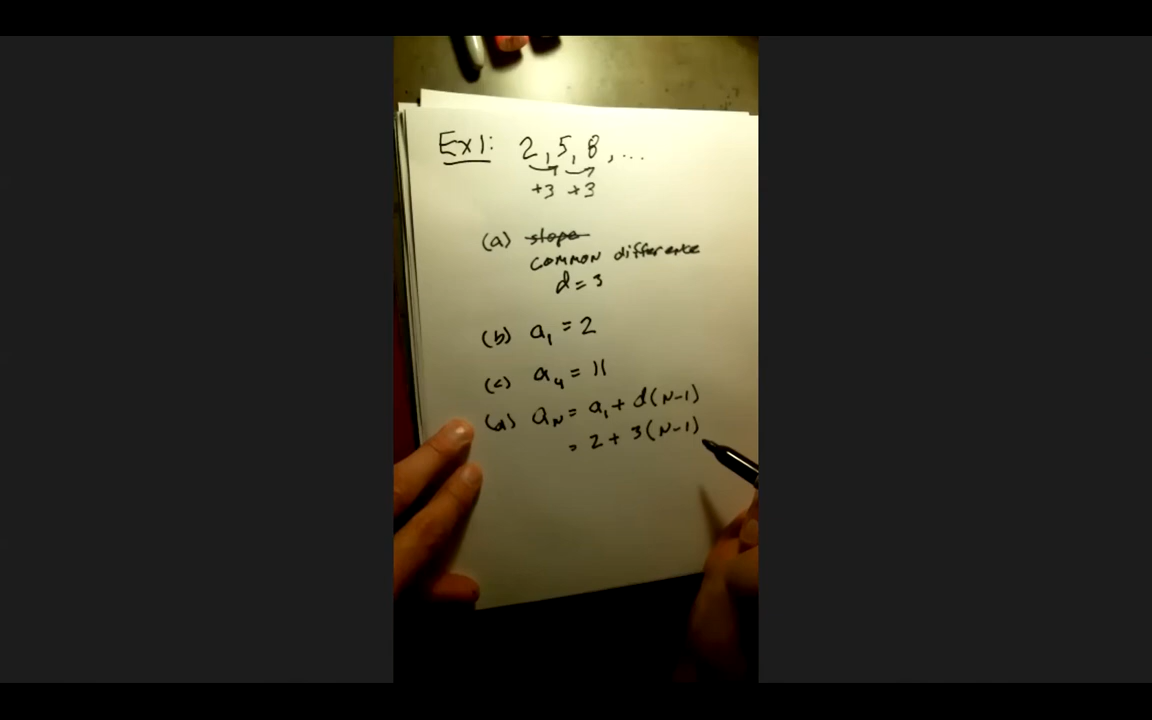 Ex1: 2, 5, 8, ...
+3 +3
(a) slope
common difference
d = 3
(b) a₁ = 2
(c) a₄ = 11
(d) aₙ = a₁ + d(N-1)
= 2 + 3(N-1)